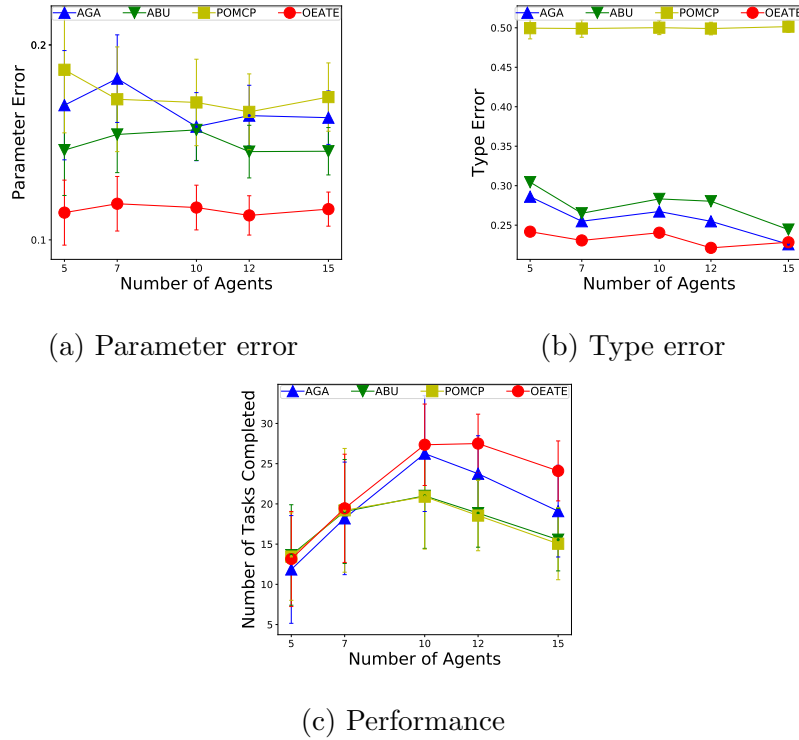 AGA ABU POMCP OEATE
AGA ABU POMCP OEATE
0.2
0.1
Parameter Error
5 7 10 12 15
Number of Agents
0.50
0.45
0.40
0.35
0.30
0.25
Type Error
5 7 10 12 15
Number of Agents
(a) Parameter error
(b) Type error
AGA ABU POMCP OEATE
30
25
20
15
10
5
Number of Tasks Completed
5 7 10 12 15
Number of Agents
(c) Performance